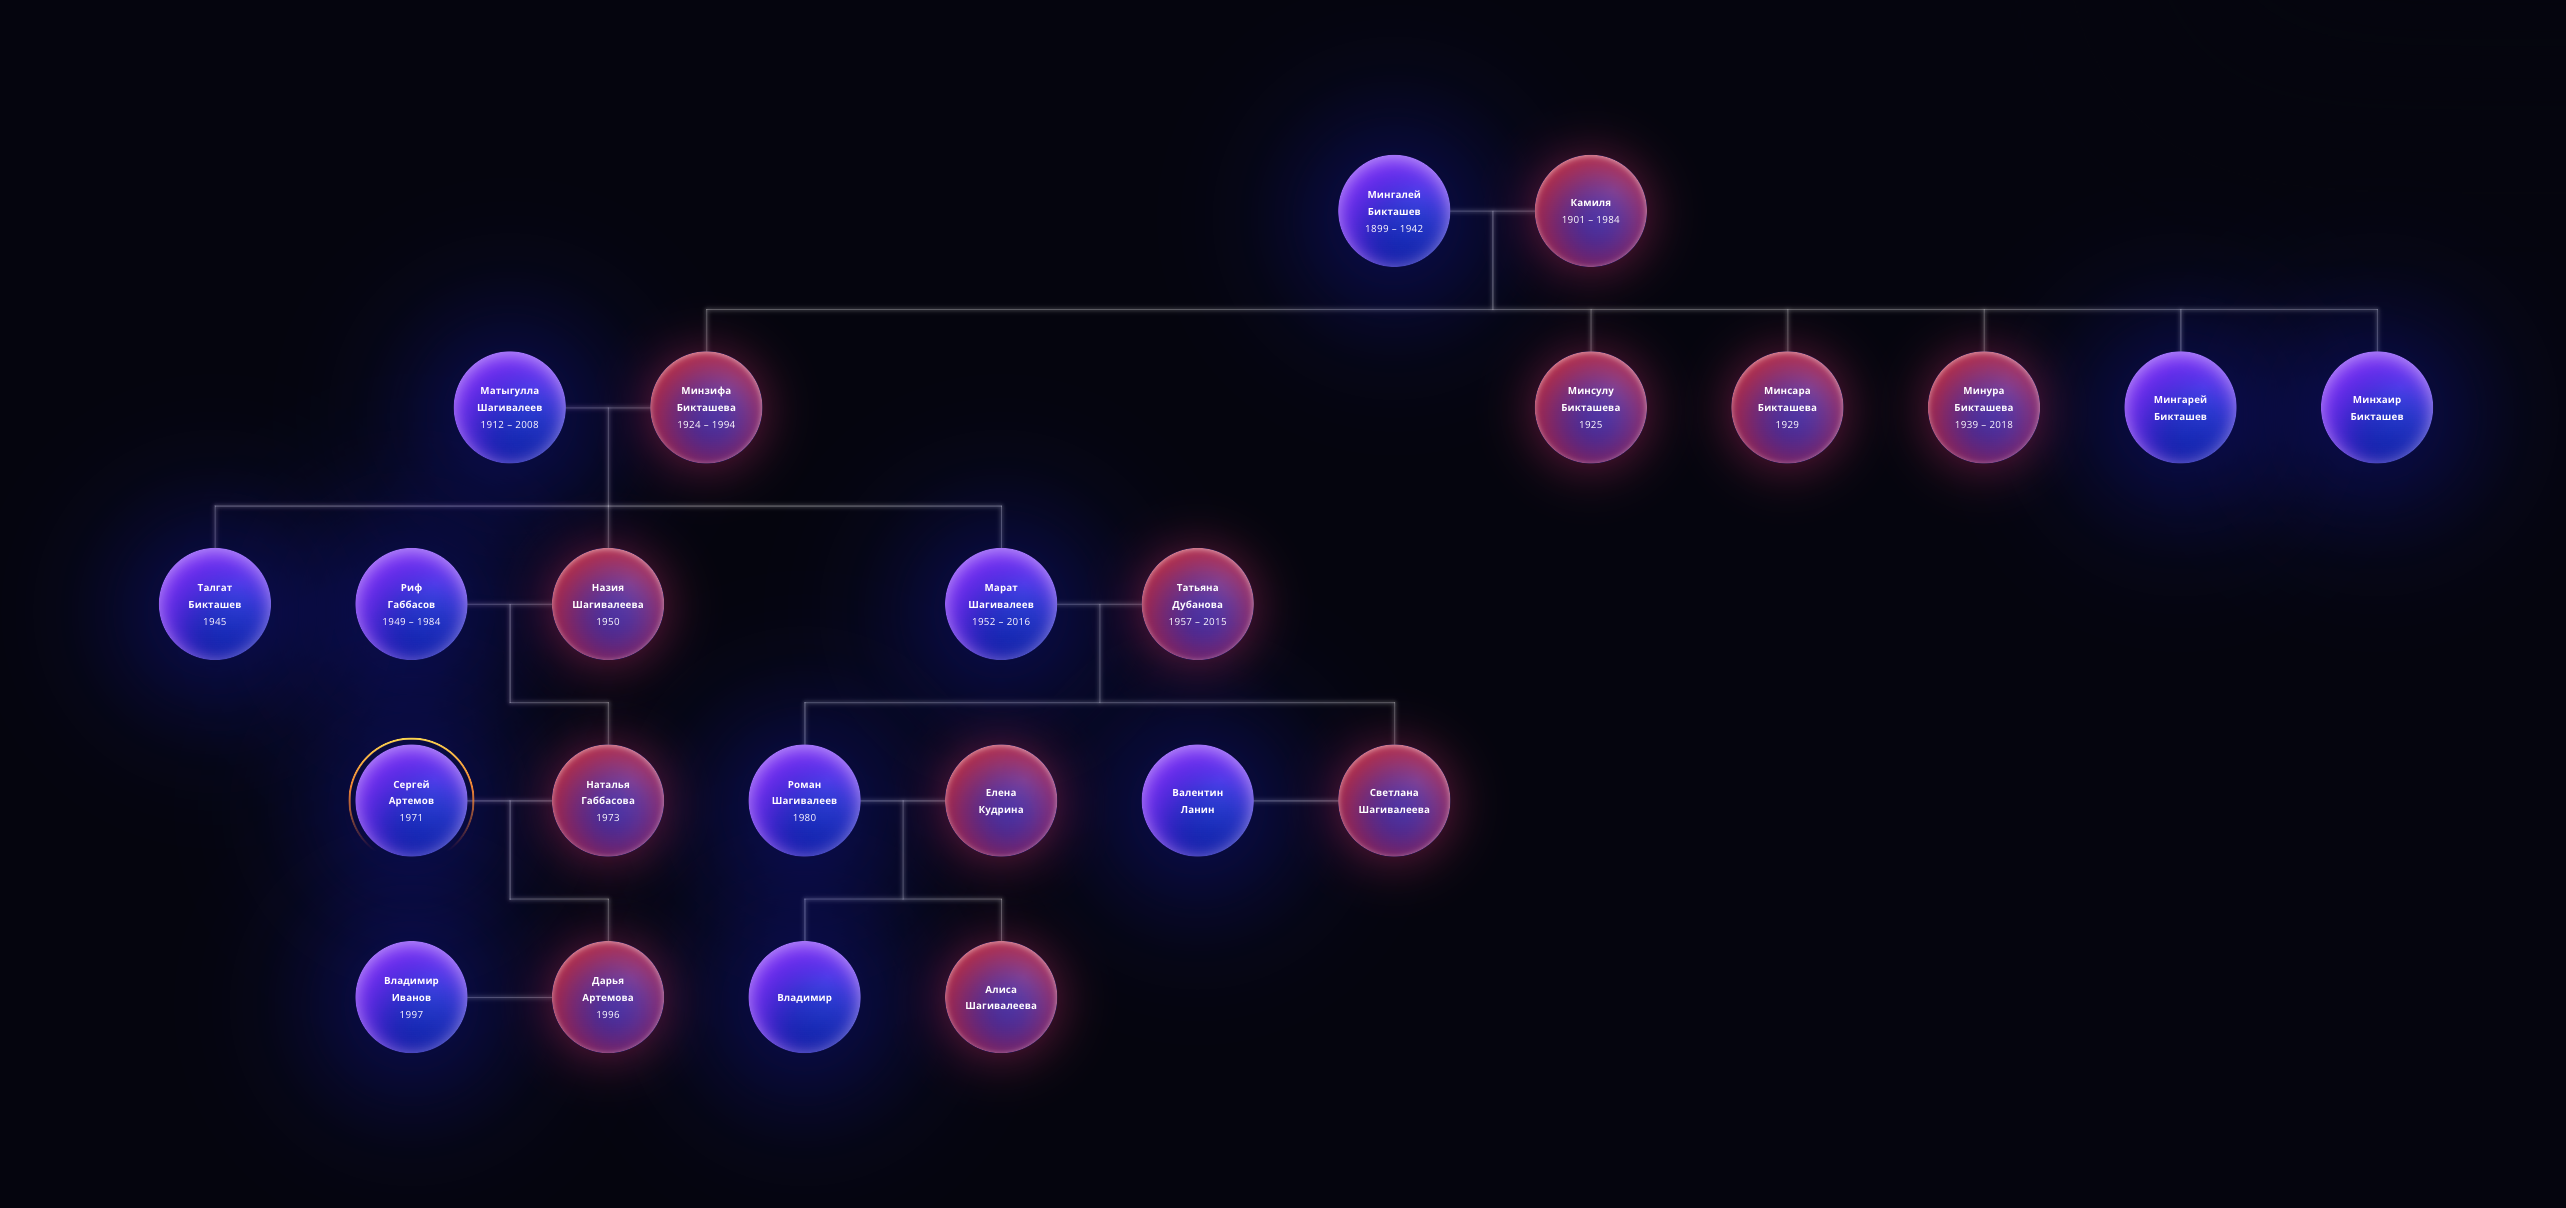 Мингалей
Бикташев
1899 – 1942
Камиля
1901 – 1984
Матыгулла
Шагивалеев
1912 – 2008
Минзифа
Бикташева
1924 – 1994
Минсулу
Бикташева
1925
Минсара
Бикташева
1929
Минура
Бикташева
1939 – 2018
Мингарей
Бикташев
Минхаир
Бикташев
Талгат
Бикташев
1945
Риф
Габбасов
1949 – 1984
Назия
Шагивалеева
1950
Марат
Шагивалеев
1952 – 2016
Татьяна
Дубанова
1957 – 2015
Сергей
Артемов
1971
Наталья
Габбасова
1973
Роман
Шагивалеев
1980
Елена
Кудрина
Валентин
Ланин
Светлана
Шагивалеева
Владимир
Иванов
1997
Дарья
Артемова
1996
Владимир
Алиса
Шагивалеева